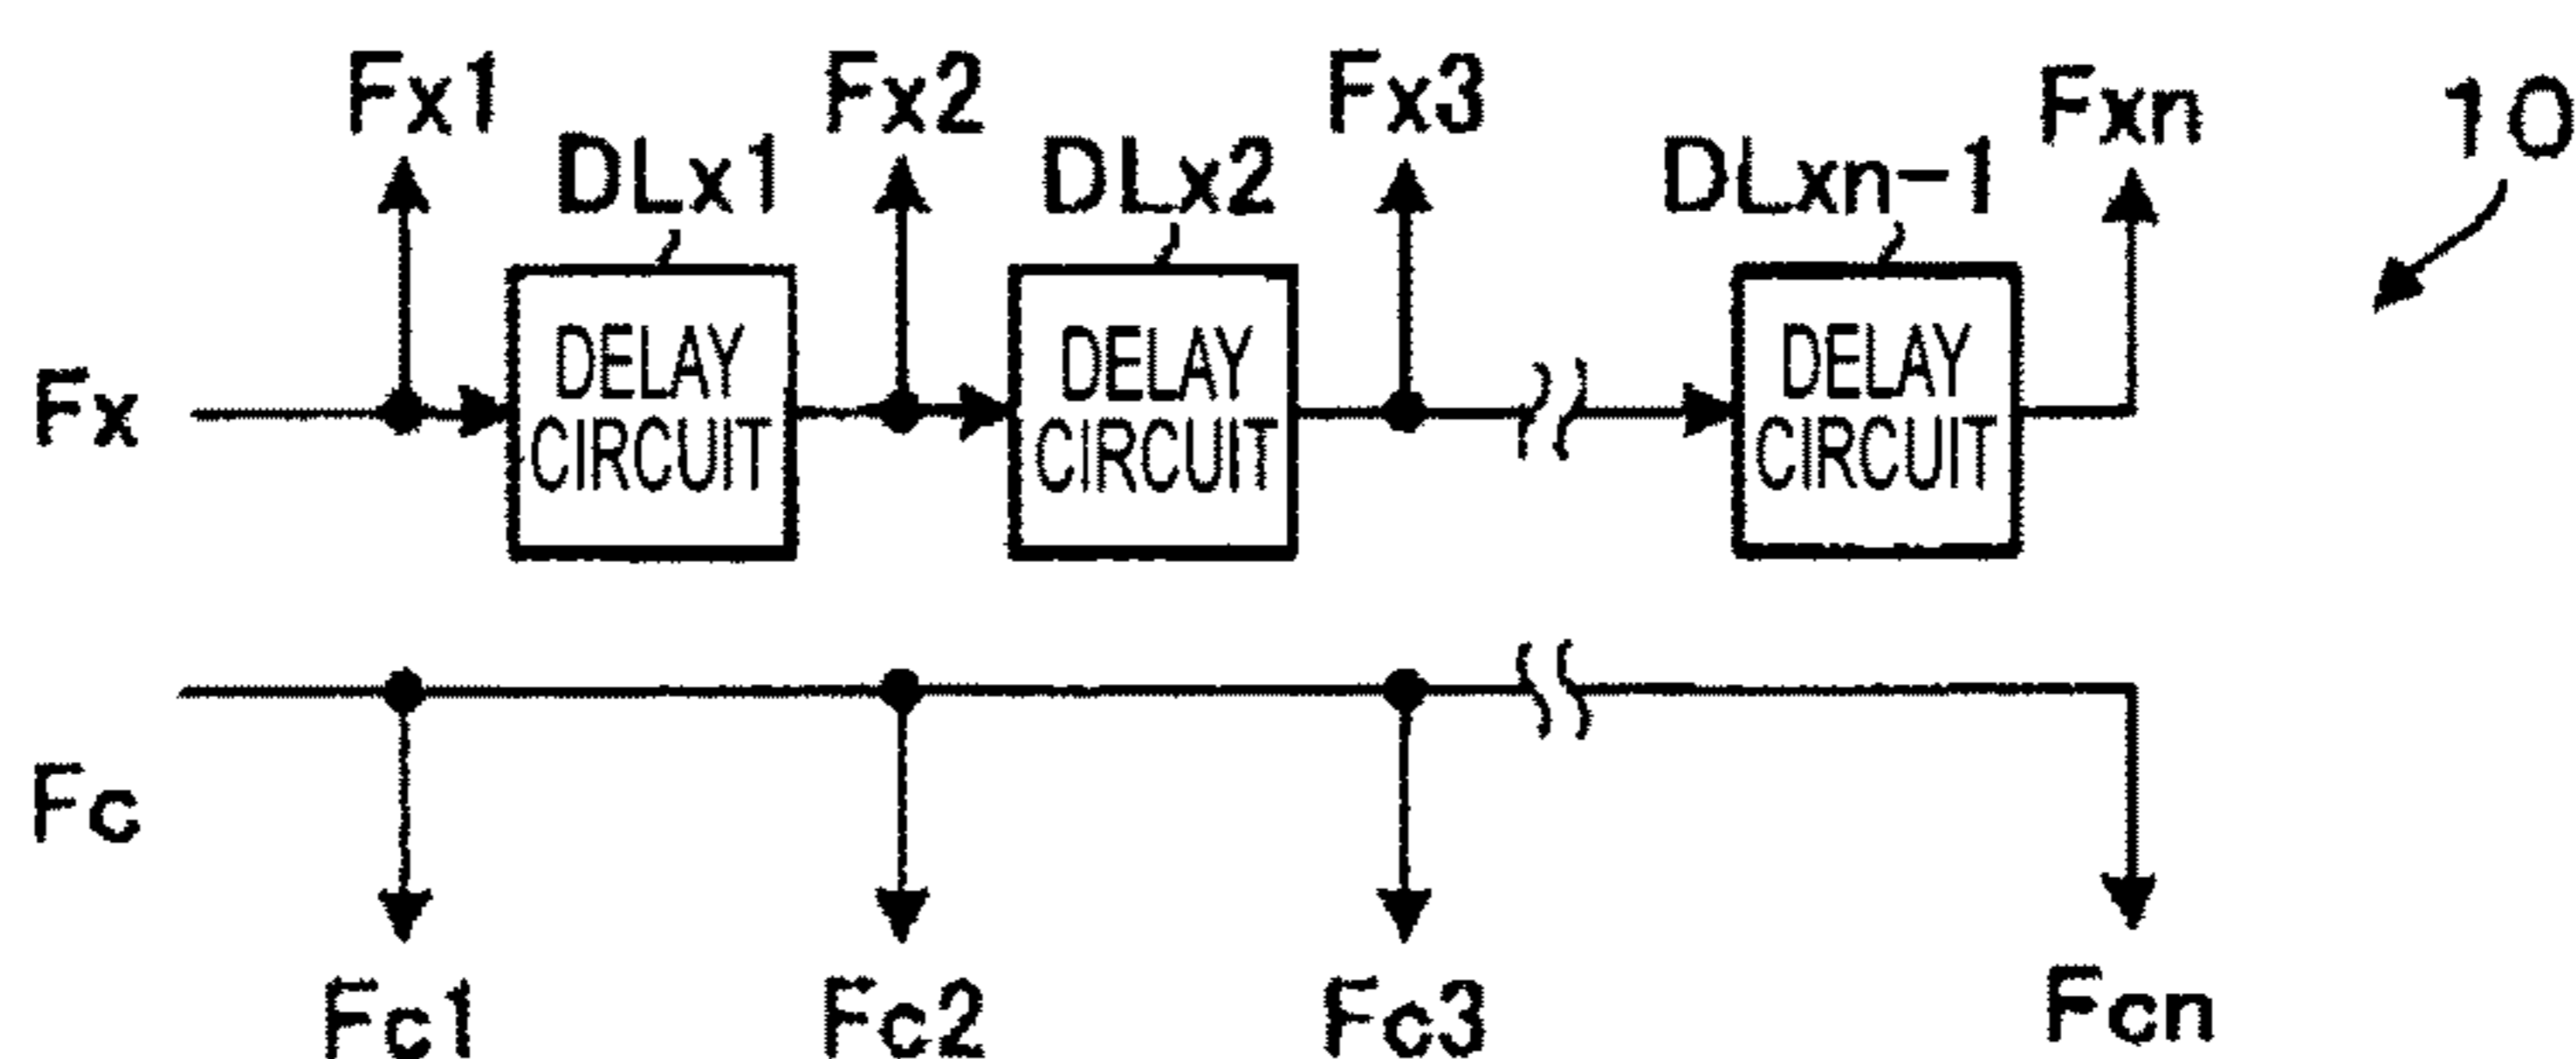 Fx1 Fx2 Fx3 Fxn 10
DLx1 DLx2 DLxn-1
Fx
DELAY DELAY DELAY
CIRCUIT CIRCUIT CIRCUIT
Fc
Fc1 Fc2 Fc3 Fcn